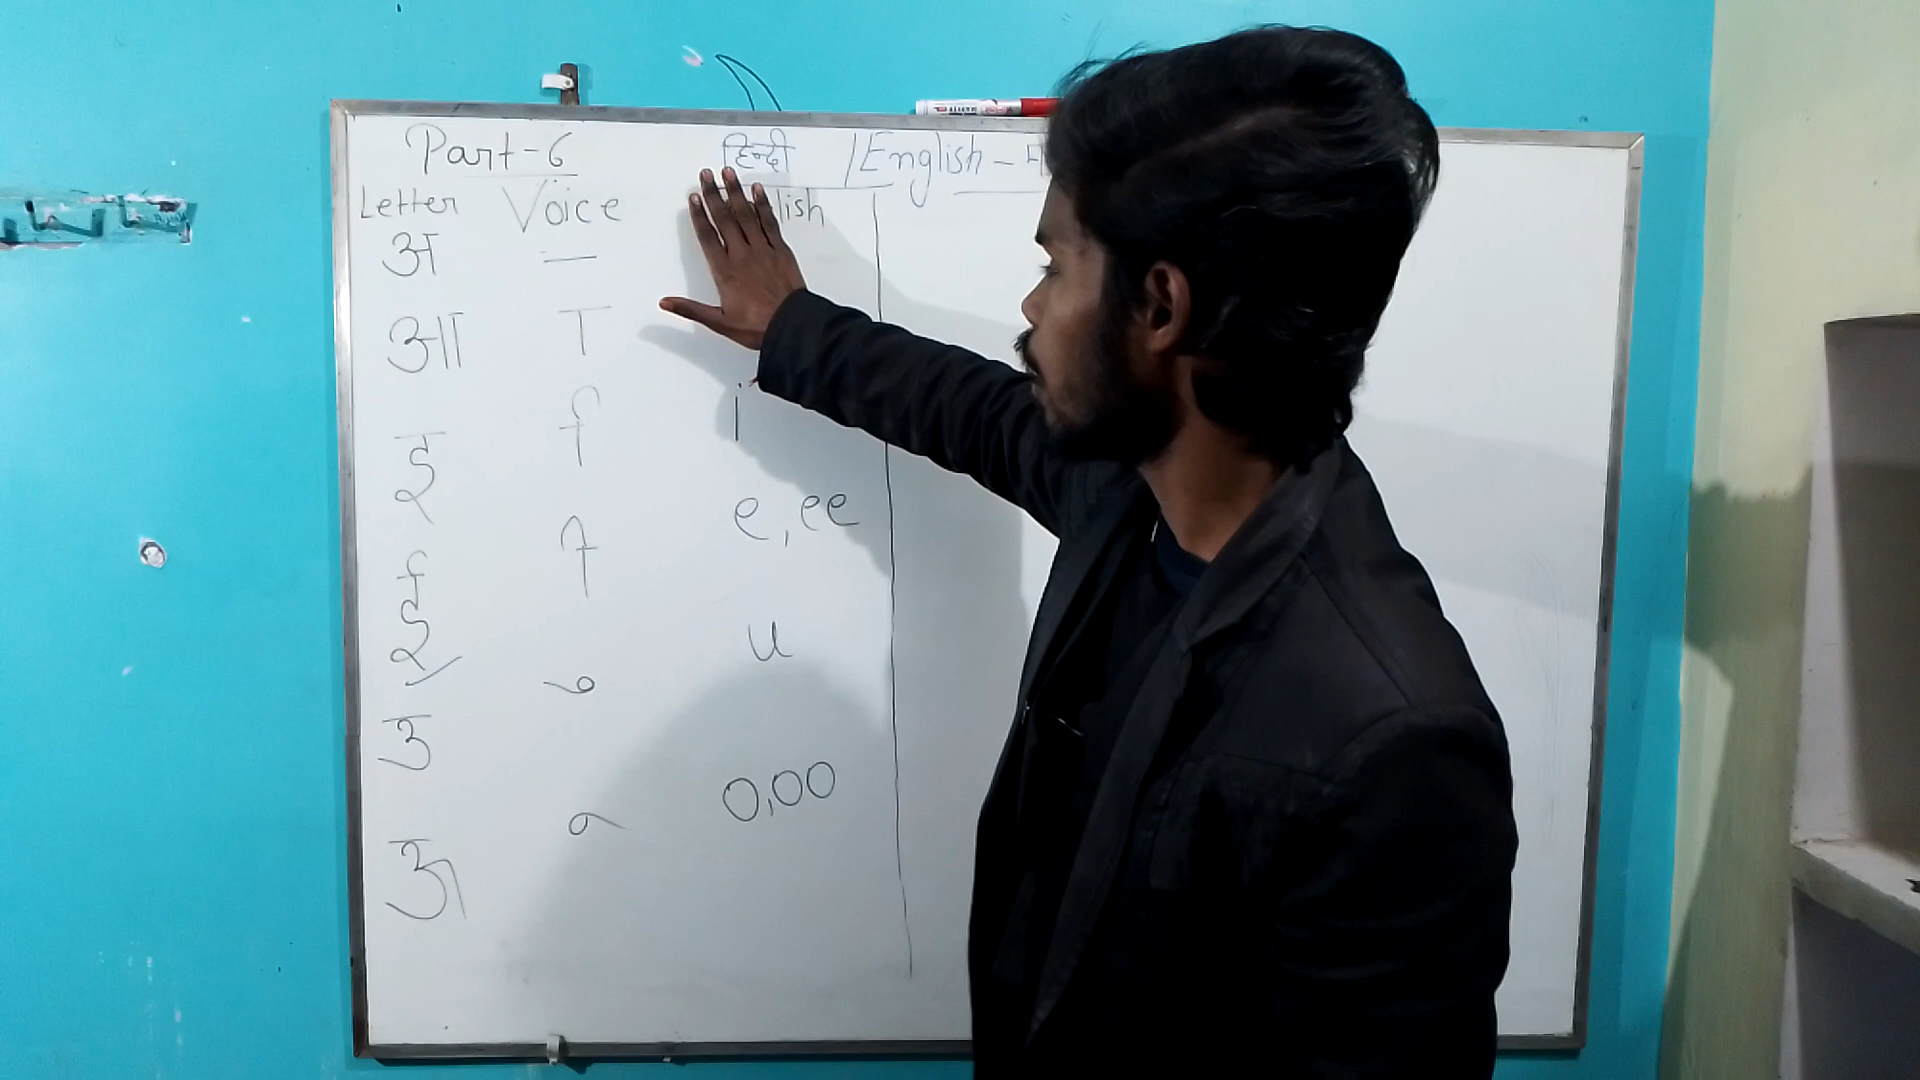 Part-6 हिन्दी / English -
Letter Voice lish
अ —
आ ा
इ ि i
ई ी e, ee
उ ु u
ऊ ू o, oo